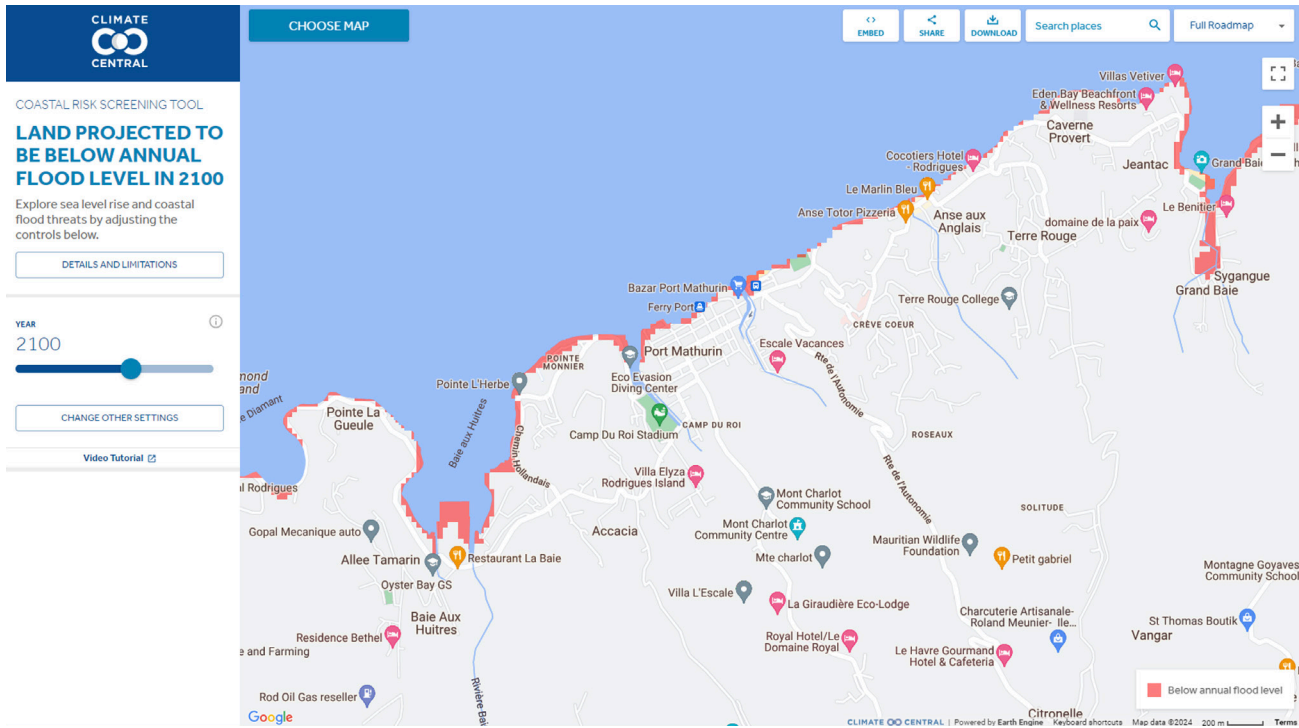 CLIMATE
CENTRAL
COASTAL RISK SCREENING TOOL
LAND PROJECTED TO
BE BELOW ANNUAL
FLOOD LEVEL IN 2100
Explore sea level rise and coastal
flood threats by adjusting the
controls below.
DETAILS AND LIMITATIONS
YEAR
2100
CHANGE OTHER SETTINGS
Video Tutorial
CHOOSE MAP
EMBED
SHARE
DOWNLOAD
Search places
Full Roadmap
Villas Vetiver
Eden Bay Beachfront
& Wellness Resorts
Caverne
Provert
Jeantac
Grand Bai
Cocotiers Hotel
- Rodrigues
Le Marlin Bleu
Anse Totor Pizzeria
Anse aux
Anglais
Le Benitier
domaine de la paix
Terre Rouge
Sygangue
Grand Baie
Bazar Port Mathurin
Ferry Port
Terre Rouge College
CRÈVE COEUR
Escale Vacances
Port Mathurin
POINTE
MONNIER
Eco Evasion
Diving Center
Pointe L'Herbe
mond
and
e Diamant
Pointe La
Gueule
Baie aux Huitres
Chemin Hollandais
Camp Du Roi Stadium
CAMP DU ROI
Rte de l'Autonomie
ROSEAUX
Rte de l'Autonomie
Villa Elyza
Rodrigues Island
al Rodrigues
Mont Charlot
Community School
SOLITUDE
Gopal Mecanique auto
Accacia
Mont Charlot
Community Centre
Mauritian Wildlife
Foundation
Petit gabriel
Allee Tamarin
Restaurant La Baie
Mte charlot
Montagne Goyaves
Community School
Oyster Bay GS
Villa L'Escale
La Giraudière Eco-Lodge
Charcuterie Artisanale-
Roland Meunier- Ile...
Baie Aux
Huitres
St Thomas Boutik
Vangar
Residence Bethel
Royal Hotel/Le
Domaine Royal
Le Havre Gourmand
Hotel & Cafeteria
e and Farming
Rod Oil Gas reseller
Rivière Bai
Below annual flood level
Citronelle
Google
CLIMATE CENTRAL | Powered by Earth Engine
Keyboard shortcuts
Map data ©2024
200 m
Terms